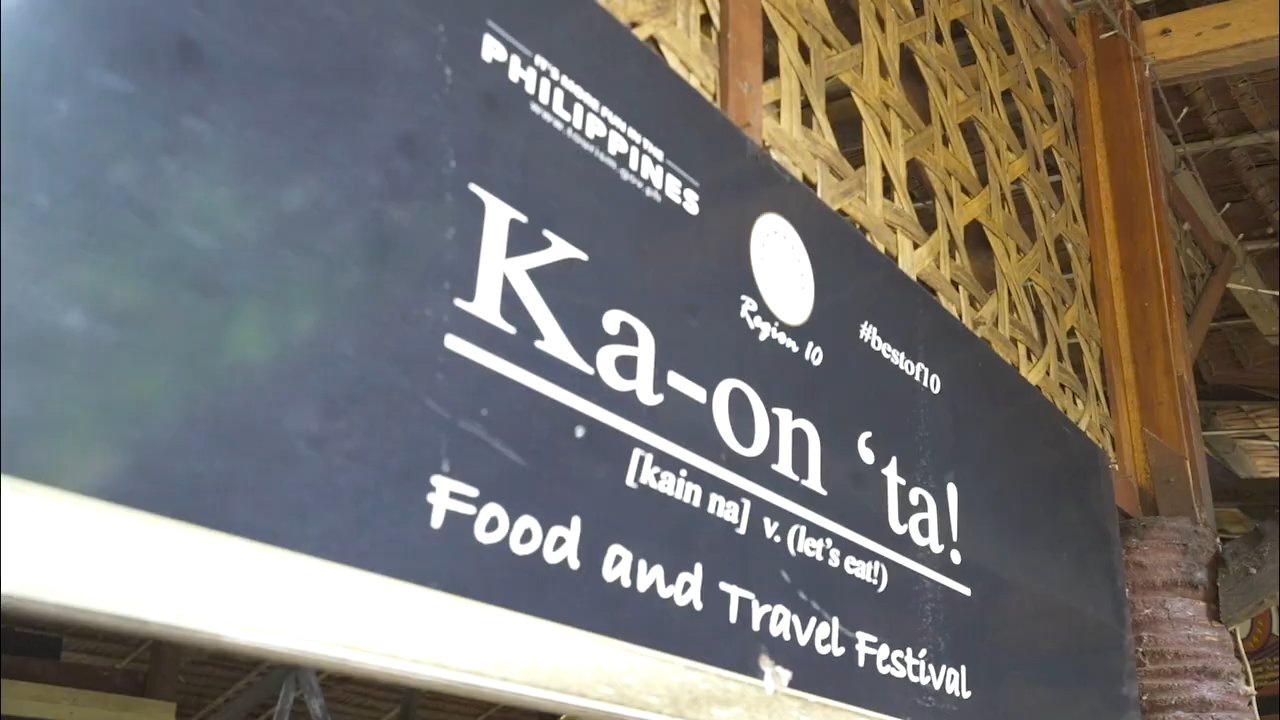 IT'S MORE FUN IN THE
PHILIPPINES
www.tourism.gov.ph
Region 10
#bestof10
Ka-on ‘ta!
[kain na] v. (let's eat!)
Food and Travel Festival